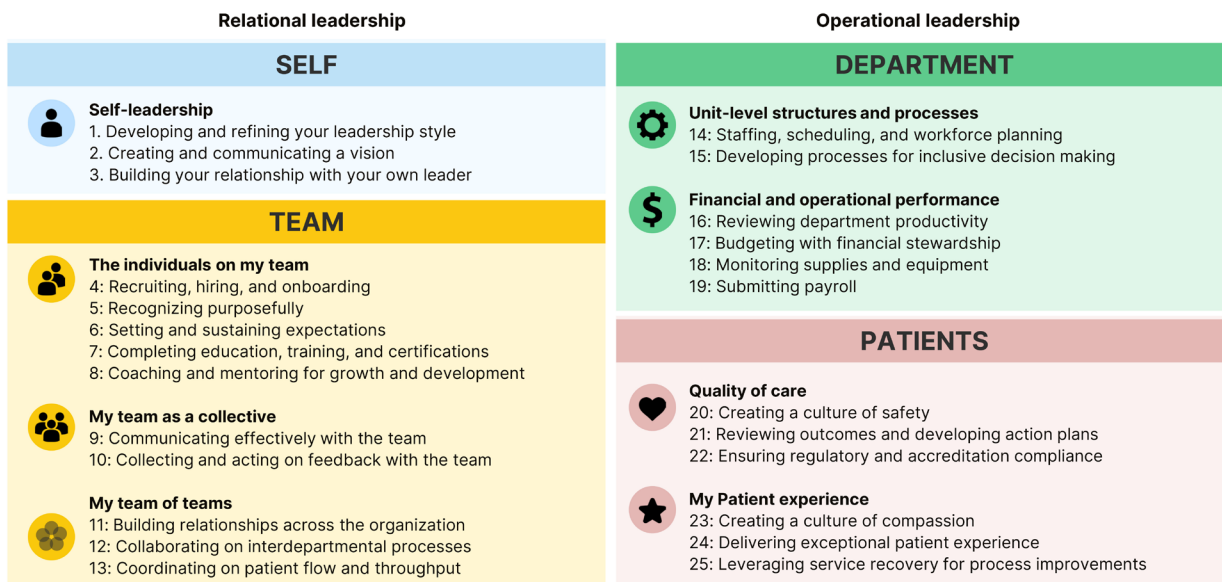 Relational leadership
SELF
Self-leadership
1. Developing and refining your leadership style
2. Creating and communicating a vision
3. Building your relationship with your own leader
TEAM
The individuals on my team
4: Recruiting, hiring, and onboarding
5: Recognizing purposefully
6: Setting and sustaining expectations
7: Completing education, training, and certifications
8: Coaching and mentoring for growth and development
My team as a collective
9: Communicating effectively with the team
10: Collecting and acting on feedback with the team
My team of teams
11: Building relationships across the organization
12: Collaborating on interdepartmental processes
13: Coordinating on patient flow and throughput
Operational leadership
DEPARTMENT
Unit-level structures and processes
14: Staffing, scheduling, and workforce planning
15: Developing processes for inclusive decision making
$
Financial and operational performance
16: Reviewing department productivity
17: Budgeting with financial stewardship
18: Monitoring supplies and equipment
19: Submitting payroll
PATIENTS
Quality of care
20: Creating a culture of safety
21: Reviewing outcomes and developing action plans
22: Ensuring regulatory and accreditation compliance
My Patient experience
23: Creating a culture of compassion
24: Delivering exceptional patient experience
25: Leveraging service recovery for process improvements